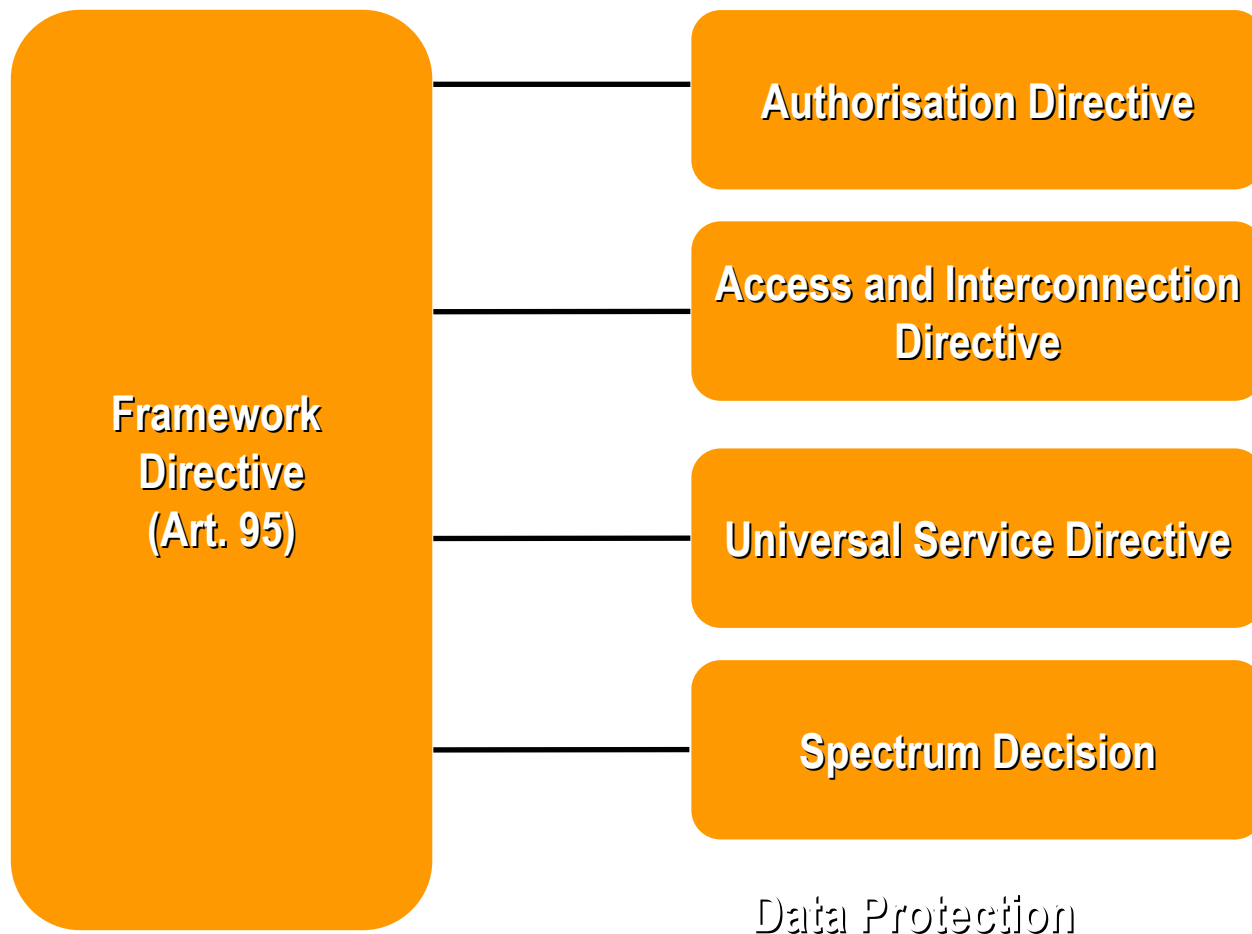 Framework
Directive
(Art. 95)
Authorisation Directive
Access and Interconnection
Directive
Universal Service Directive
Spectrum Decision
Data Protection